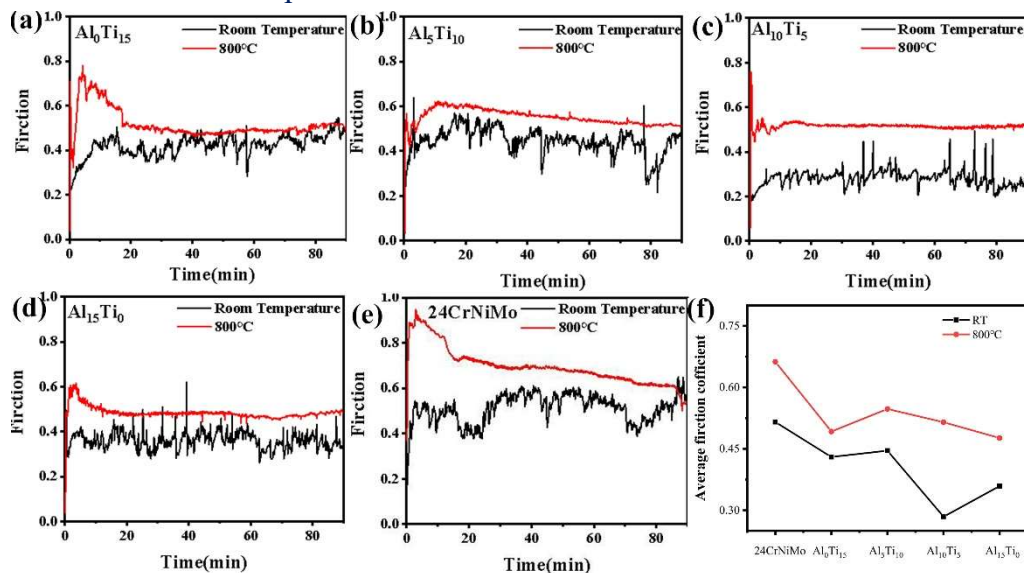 (a)
Al0Ti15
Room Temperature
800°C
Firction
1.0
0.8
0.6
0.4
0.2
0.0
0
20
40
60
80
Time(min)
(b)
Al5Ti10
Room Temperature
800°C
Firction
1.0
0.8
0.6
0.4
0.2
0.0
0
20
40
60
80
Time(min)
(c)
Al10Ti5
Room Temperature
800°C
Firction
1.0
0.8
0.6
0.4
0.2
0.0
0
20
40
60
80
Time(min)
(d)
Al15Ti0
Room Temperature
800°C
Firction
1.0
0.8
0.6
0.4
0.2
0.0
0
20
40
60
80
Time(min)
(e)
24CrNiMo
Room Temperature
800°C
Firction
1.0
0.8
0.6
0.4
0.2
0.0
0
20
40
60
80
Time(min)
(f)
RT
800℃
Average firction cofficient
0.75
0.60
0.45
0.30
24CrNiMo
Al0Ti15
Al5Ti10
Al10Ti5
Al15Ti0